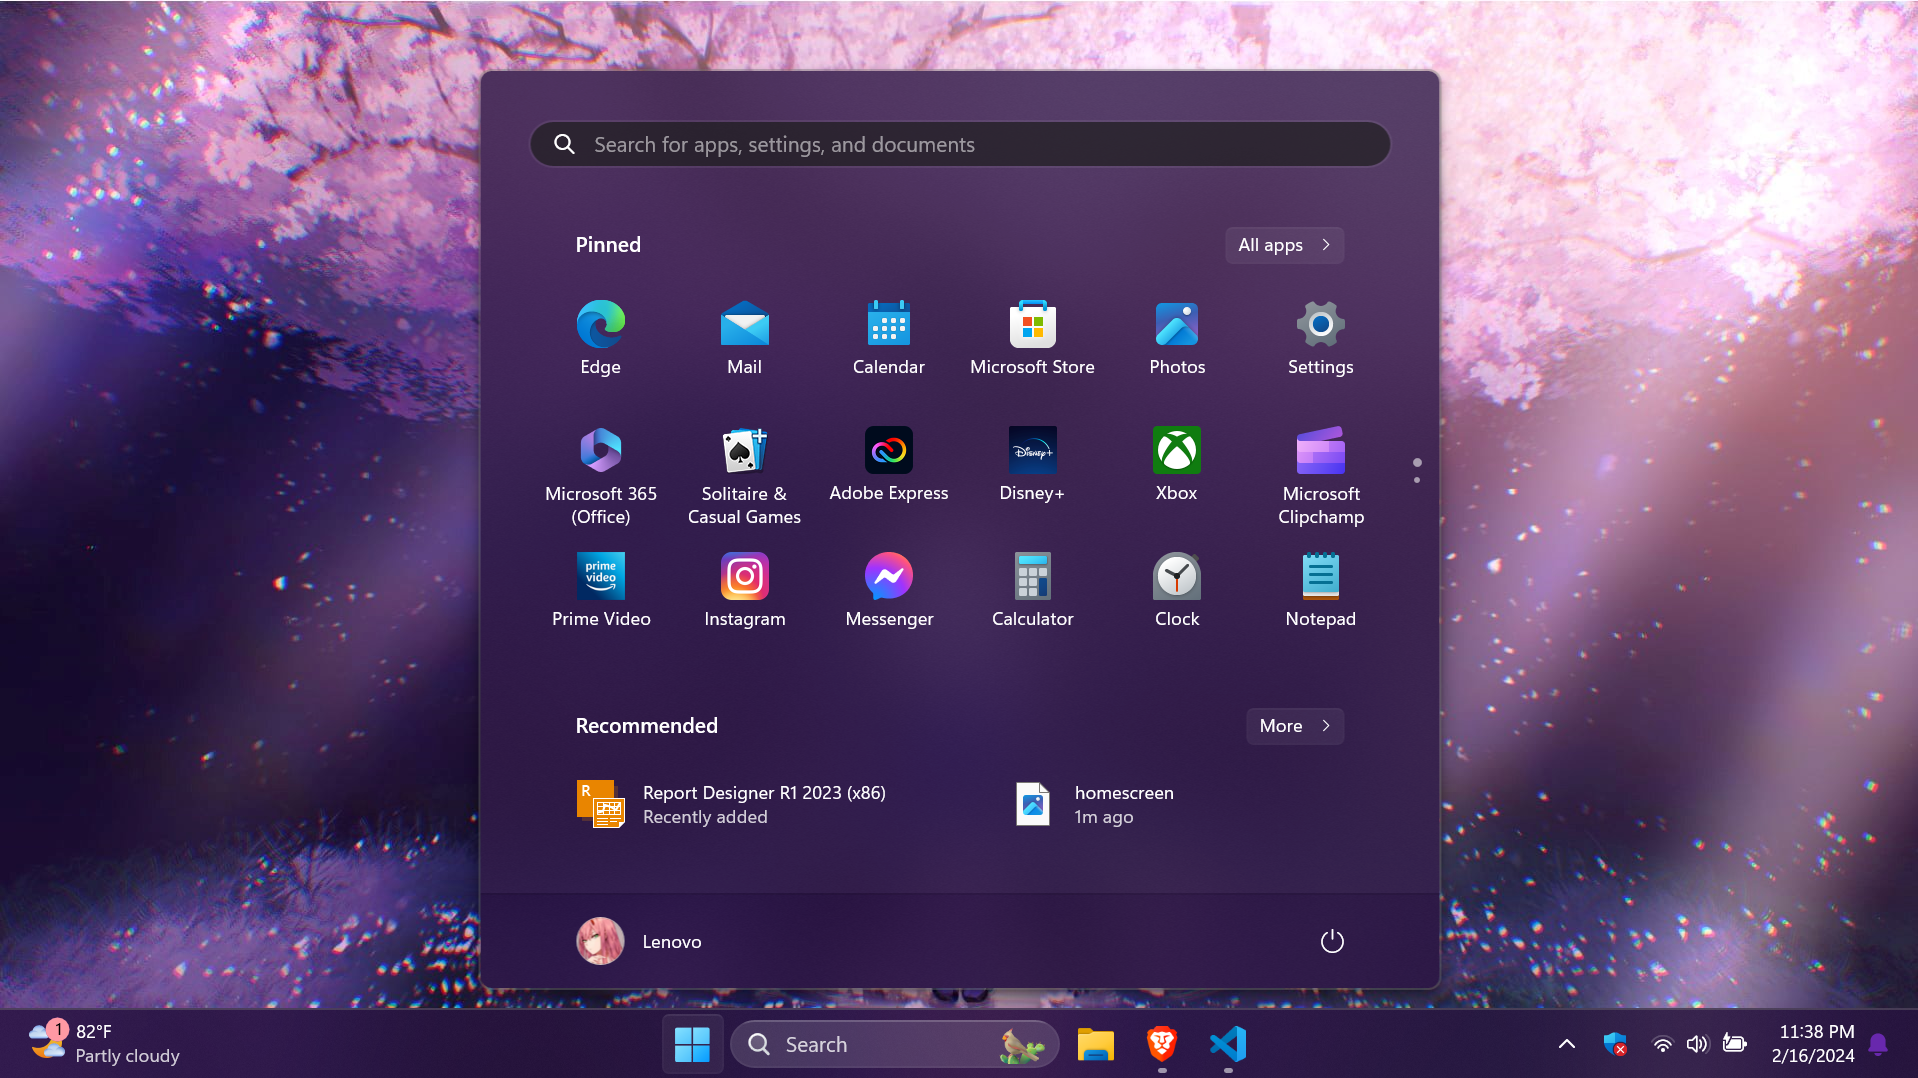 Search for apps, settings, and documents
Pinned
All apps
Edge
Mail
Calendar
Microsoft Store
Photos
Settings
Microsoft 365
(Office)
Solitaire &
Casual Games
Adobe Express
Disney+
Disney+
Xbox
Microsoft
Clipchamp
prime
video
Prime Video
Instagram
Messenger
Calculator
Clock
Notepad
Recommended
More
R
Report Designer R1 2023 (x86)
Recently added
homescreen
1m ago
Lenovo
1
82°F
Partly cloudy
Search
11:38 PM
2/16/2024